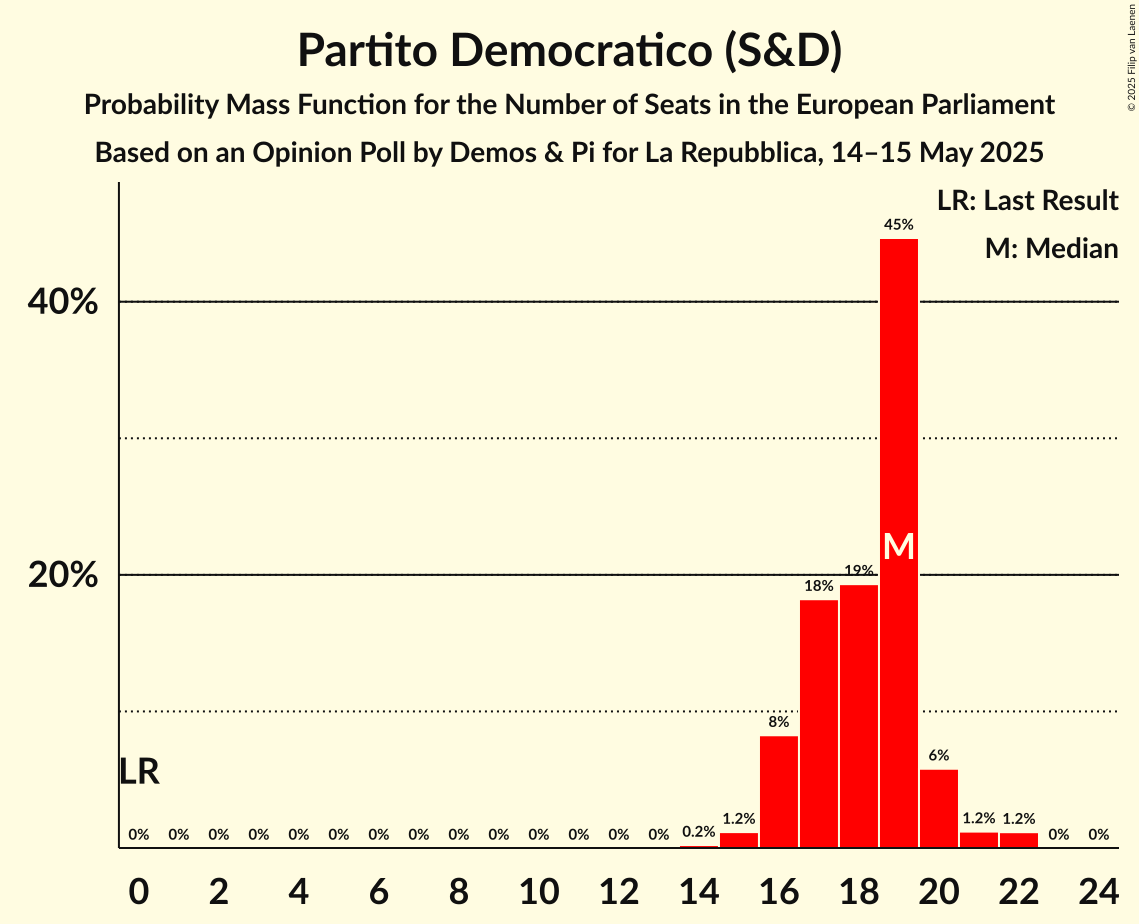 Partito Democratico (S&D)
Probability Mass Function for the Number of Seats in the European Parliament
Based on an Opinion Poll by Demos & Pi for La Repubblica, 14–15 May 2025
© 2025 Filip van Laenen
LR: Last Result
M: Median
40%
20%
LR
M
0% 0% 0% 0% 0% 0% 0% 0% 0% 0% 0% 0% 0% 0% 0.2% 1.2% 8% 18% 19% 45% 6% 1.2% 1.2% 0% 0%
0 2 4 6 8 10 12 14 16 18 20 22 24